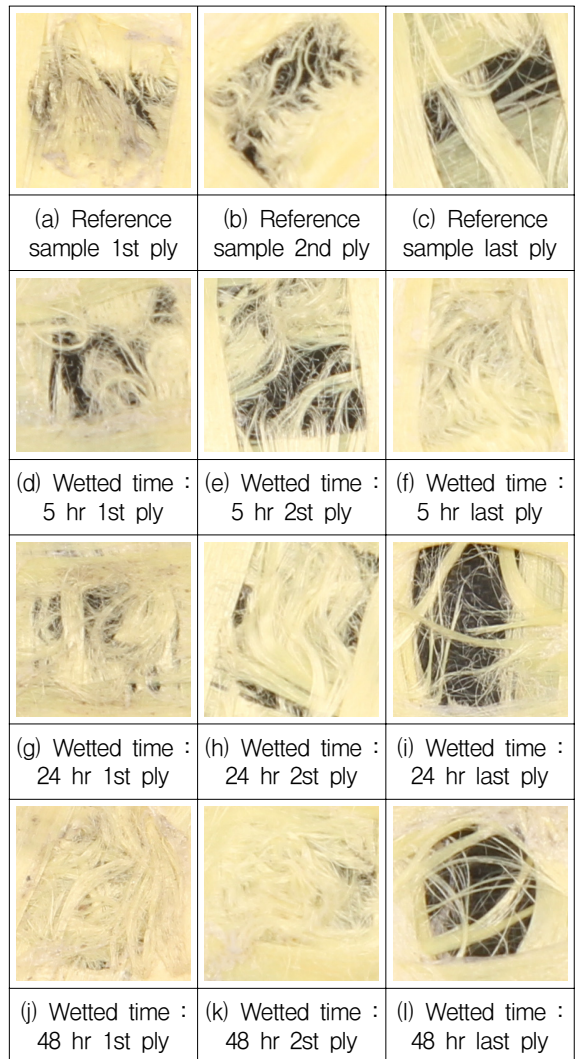 (a) Reference
sample 1st ply
(b) Reference
sample 2nd ply
(c) Reference
sample last ply
(d) Wetted time :
5 hr 1st ply
(e) Wetted time :
5 hr 2st ply
(f) Wetted time :
5 hr last ply
(g) Wetted time :
24 hr 1st ply
(h) Wetted time :
24 hr 2st ply
(i) Wetted time :
24 hr last ply
(j) Wetted time :
48 hr 1st ply
(k) Wetted time :
48 hr 2st ply
(l) Wetted time :
48 hr last ply